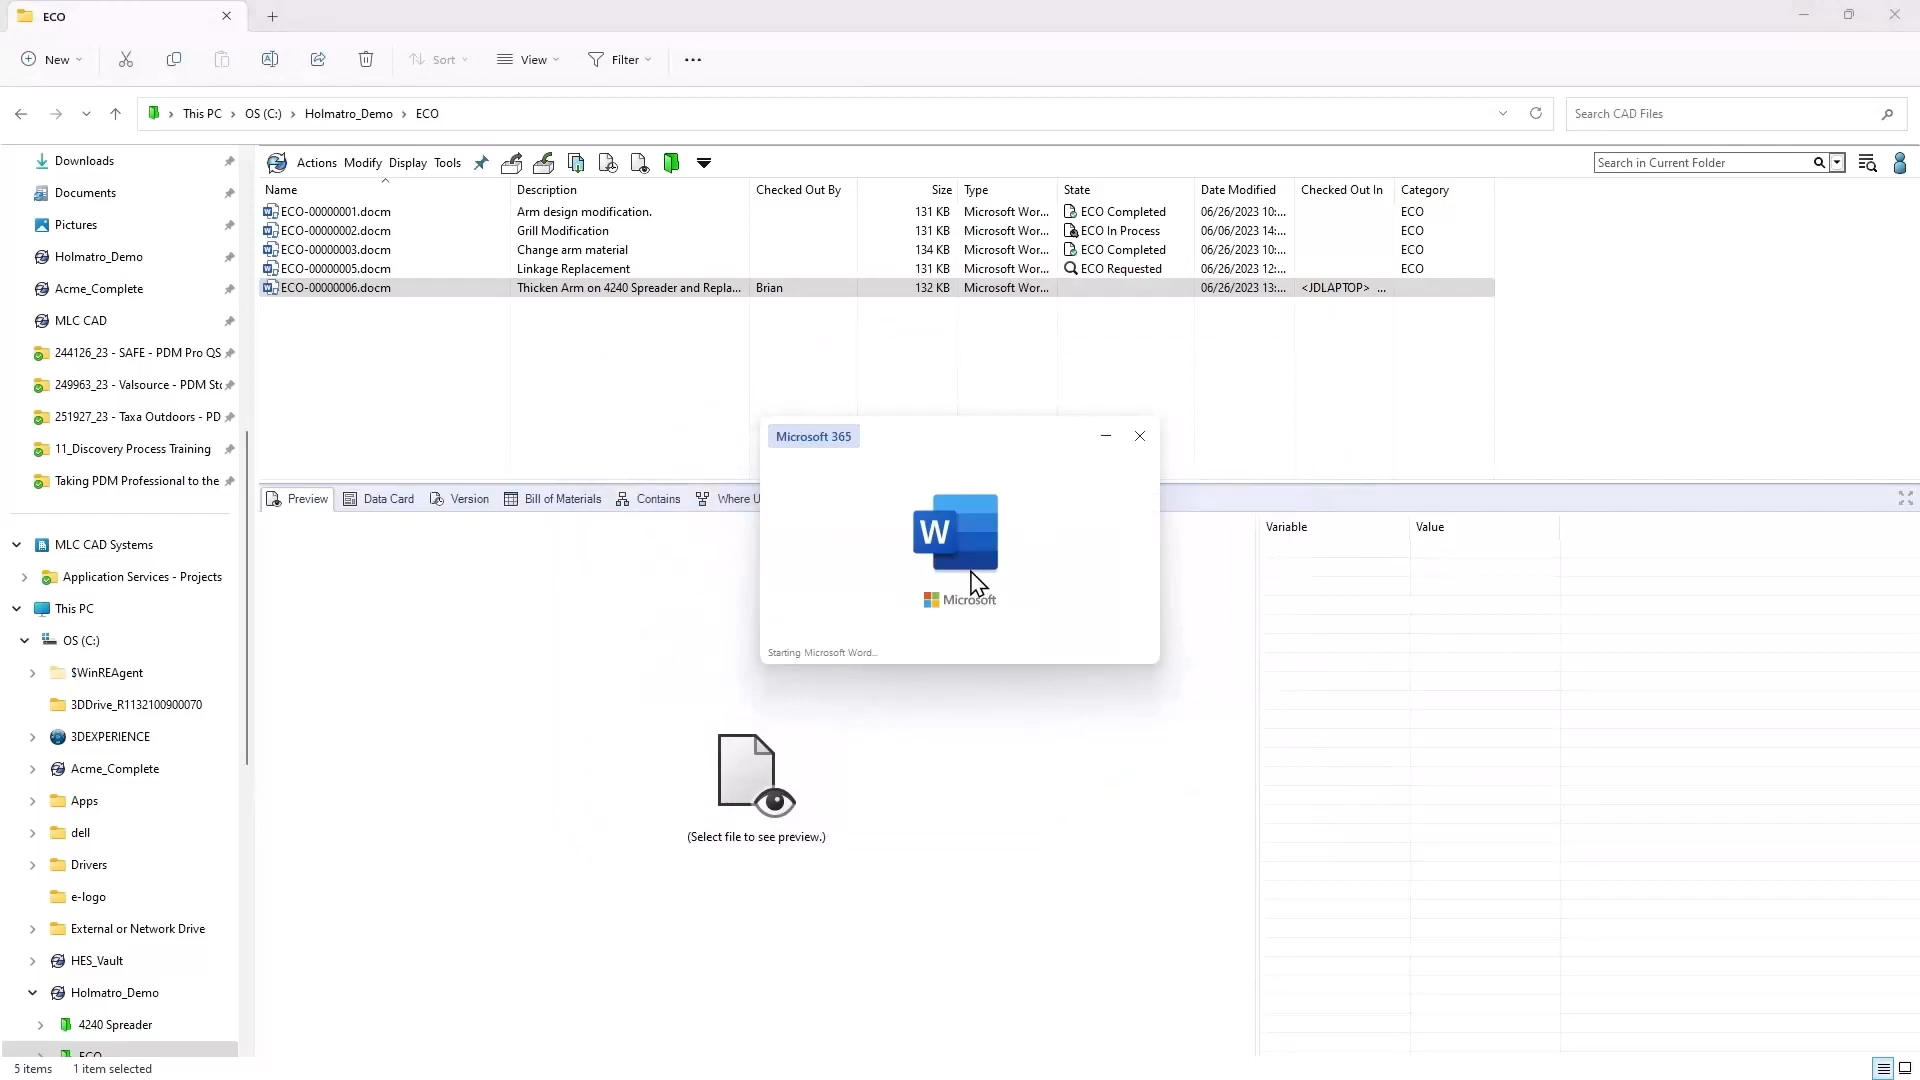 ECO
New
Sort
View
Filter
This PC
OS (C:)
Holmatro_Demo
ECO
Search CAD Files
Downloads
Documents
Pictures
Holmatro_Demo
Acme_Complete
MLC CAD
244126_23 - SAFE - PDM Pro QS
249963_23 - Valsource - PDM Sta
251927_23 - Taxa Outdoors - PD
11_Discovery Process Training
Taking PDM Professional to the
MLC CAD Systems
Application Services - Projects
This PC
OS (C:)
$WinREAgent
3DDrive_R1132100900070
3DEXPERIENCE
Acme_Complete
Apps
dell
Drivers
e-logo
External or Network Drive
HES_Vault
Holmatro_Demo
4240 Spreader
ECO
Actions Modify Display Tools
Search in Current Folder
Name Description Checked Out By Size Type State Date Modified Checked Out In Category
ECO-00000001.docm Arm design modification. 131 KB Microsoft Wor... ECO Completed 06/26/2023 10:... ECO
ECO-00000002.docm Grill Modification 131 KB Microsoft Wor... ECO In Process 06/06/2023 14:... ECO
ECO-00000003.docm Change arm material 134 KB Microsoft Wor... ECO Completed 06/26/2023 10:... ECO
ECO-00000005.docm Linkage Replacement 131 KB Microsoft Wor... ECO Requested 06/26/2023 12:... ECO
ECO-00000006.docm Thicken Arm on 4240 Spreader and Repla... Brian 132 KB Microsoft Wor... 06/26/2023 13:... <JDLAPTOP> ...
Preview Data Card Version Bill of Materials Contains Where U
Microsoft 365
W
Microsoft
Starting Microsoft Word...
(Select file to see preview.)
Variable Value
5 items 1 item selected